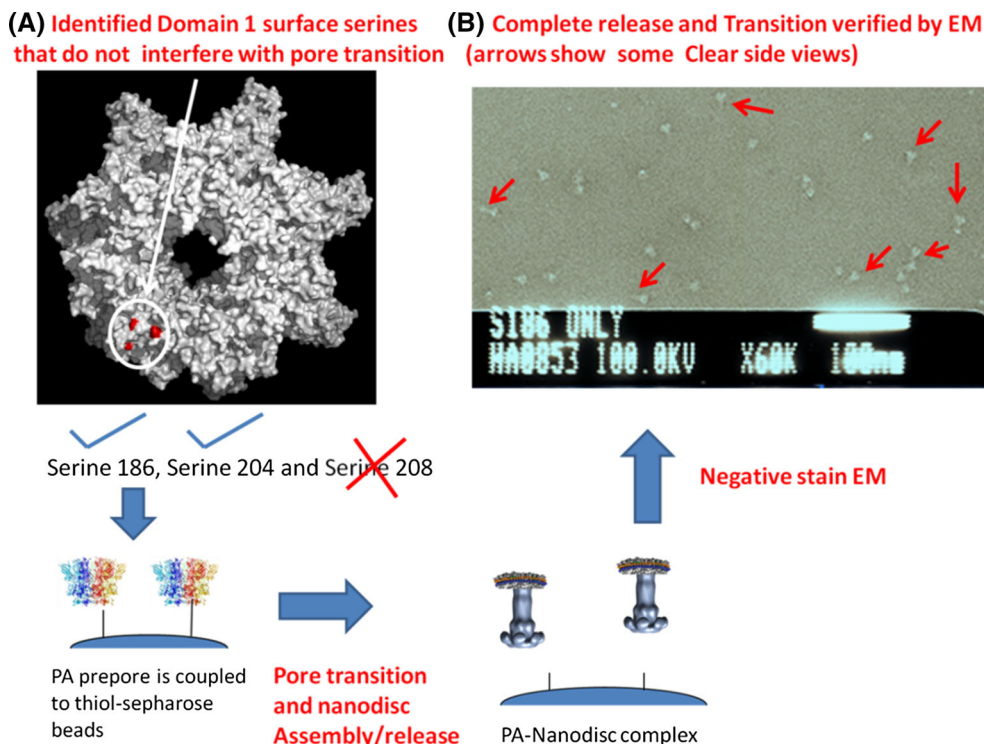 (A) Identified Domain 1 surface serines
that do not interfere with pore transition
(B) Complete release and Transition verified by EM
(arrows show some Clear side views)
S186 ONLY
HA0853 100.0KV X60K 100nm
Serine 186, Serine 204 and Serine 208
Negative stain EM
PA prepore is coupled
to thiol-sepharose
beads
Pore transition
and nanodisc
Assembly/release
PA-Nanodisc complex